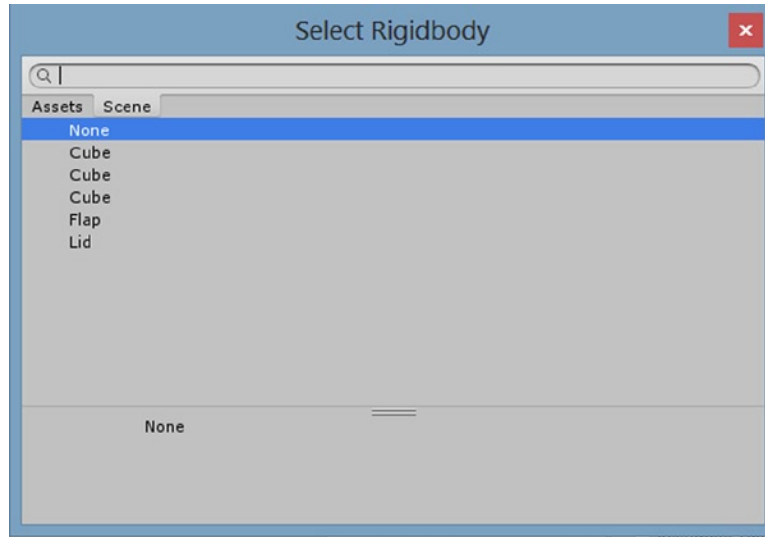 Select Rigidbody
Assets Scene
None
Cube
Cube
Cube
Flap
Lid
None